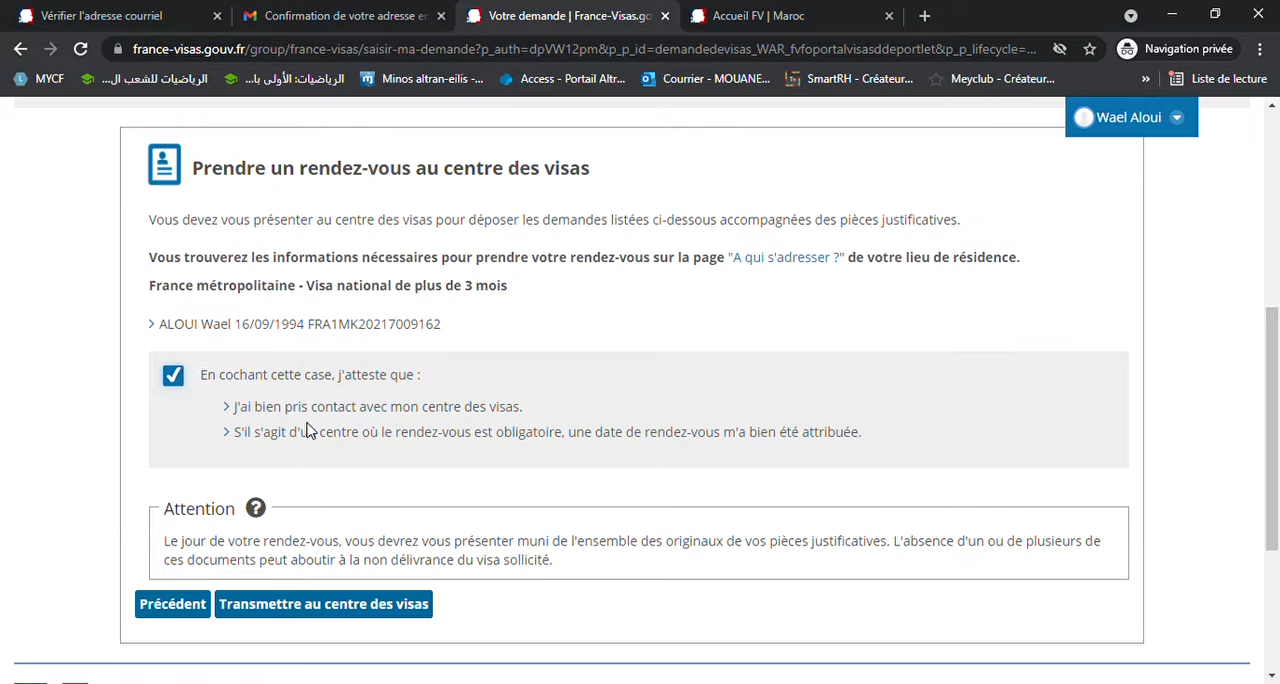 Vérifier l'adresse courriel
Confirmation de votre adresse er
Votre demande | France-Visas.go
Accueil FV | Maroc
france-visas.gouv.fr/group/france-visas/saisir-ma-demande?p_auth=dpVW12pm&p_p_id=demandedevisas_WAR_fvfoportalvisasddeportlet&p_p_lifecycle=...
Navigation privée
MYCF
الرياضيات للشعب ال...
الرياضيات: الأولى با...
Minos altran-eilis -...
Access - Portail Altr...
Courrier - MOUANE...
SmartRH - Créateur...
Meyclub - Créateur...
»
Liste de lecture
Wael Aloui
Prendre un rendez-vous au centre des visas
Vous devez vous présenter au centre des visas pour déposer les demandes listées ci-dessous accompagnées des pièces justificatives.
Vous trouverez les informations nécessaires pour prendre votre rendez-vous sur la page "A qui s'adresser ?" de votre lieu de résidence.
France métropolitaine - Visa national de plus de 3 mois
> ALOUI Wael 16/09/1994 FRA1MK20217009162
En cochant cette case, j'atteste que :
> J'ai bien pris contact avec mon centre des visas.
> S'il s'agit d'un centre où le rendez-vous est obligatoire, une date de rendez-vous m'a bien été attribuée.
Attention ?
Le jour de votre rendez-vous, vous devrez vous présenter muni de l'ensemble des originaux de vos pièces justificatives. L'absence d'un ou de plusieurs de
ces documents peut aboutir à la non délivrance du visa sollicité.
Précédent
Transmettre au centre des visas